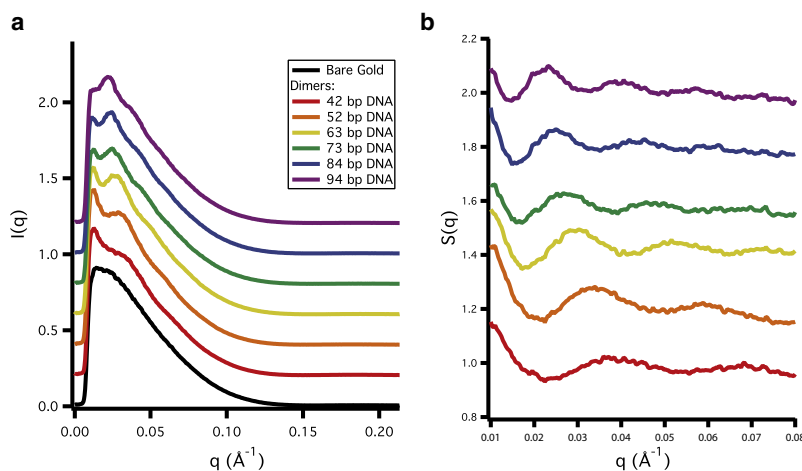 a
I(q)
2.0
1.5
1.0
0.5
0.0
0.00 0.05 0.10 0.15 0.20
q (Å⁻¹)
Bare Gold
Dimers:
42 bp DNA
52 bp DNA
63 bp DNA
73 bp DNA
84 bp DNA
94 bp DNA
b
S(q)
2.2
2.0
1.8
1.6
1.4
1.2
1.0
0.8
0.01 0.02 0.03 0.04 0.05 0.06 0.07 0.08
q (Å⁻¹)